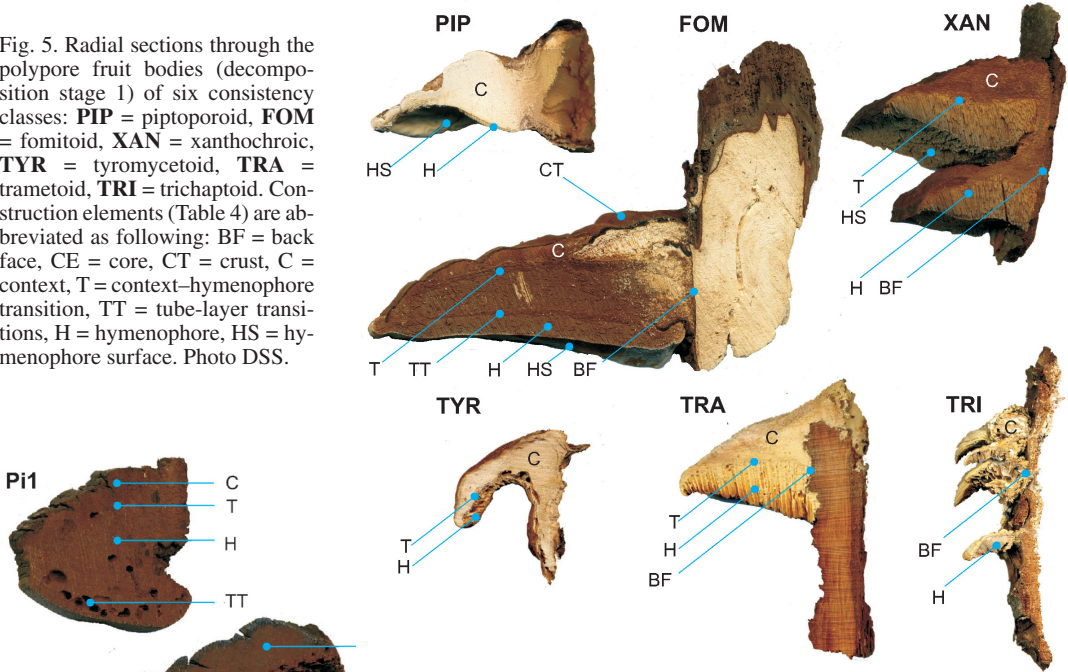 Fig. 5. Radial sections through the
polypore fruit bodies (decompo-
sition stage 1) of six consistency
classes: PIP = piptoporoid, FOM
= fomitoid, XAN = xanthochroic,
TYR = tyromycetoid, TRA =
trametoid, TRI = trichaptoid. Con-
struction elements (Table 4) are ab-
breviated as following: BF = back
face, CE = core, CT = crust, C =
context, T = context–hymenophore
transition, TT = tube-layer transi-
tions, H = hymenophore, HS = hy-
menophore surface. Photo DSS.
PIP
C
HS H
FOM
CT
C
T TT H HS BF
XAN
C
T
HS
H BF
TYR
C
T
H
TRA
C
T
H
BF
TRI
C
BF
H
Pi1
C
T
H
TT